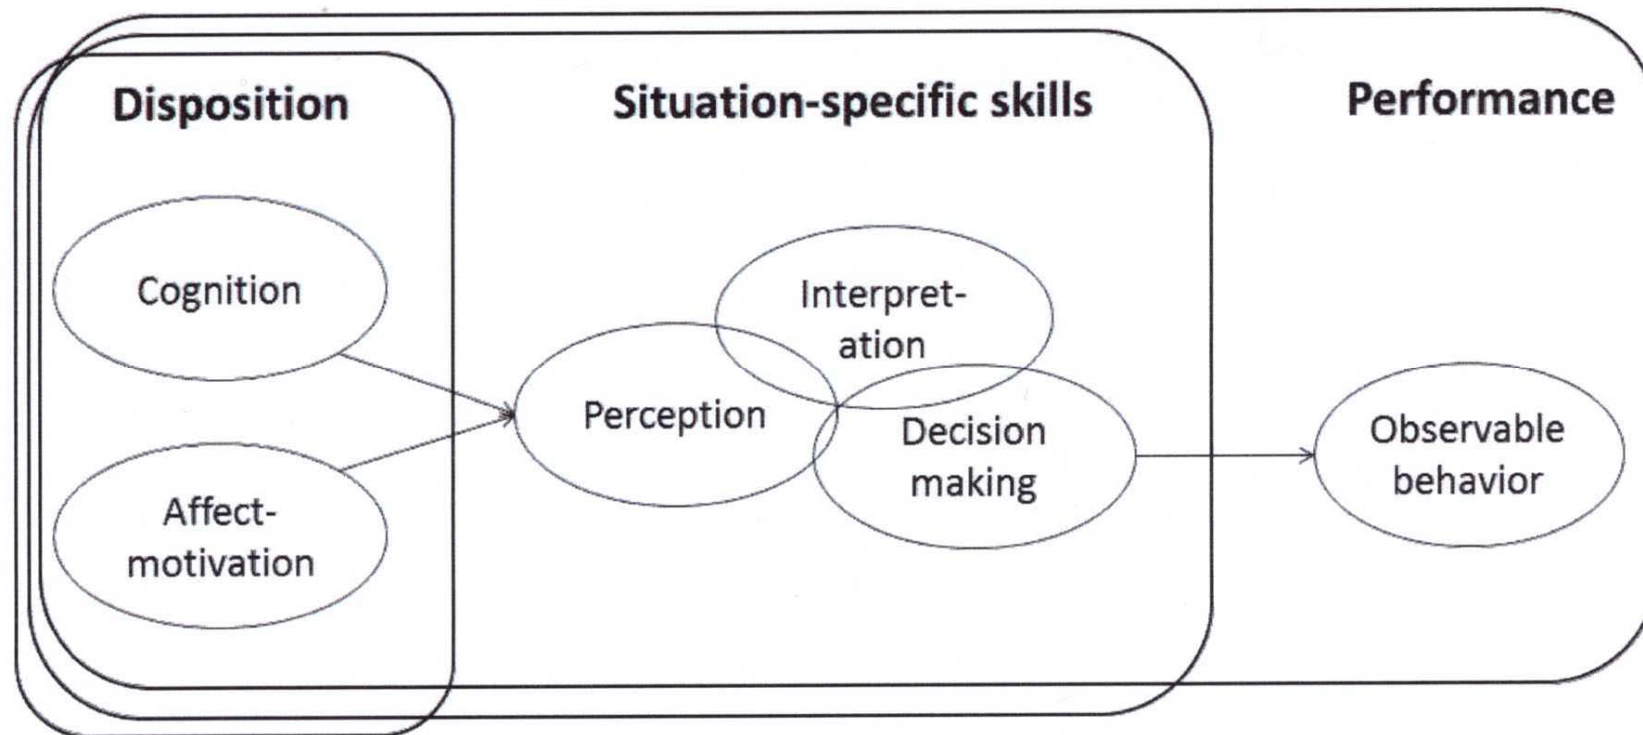 Disposition
Situation-specific skills
Performance
Cognition
Affect-
motivation
Perception
Interpret-
ation
Decision
making
Observable
behavior